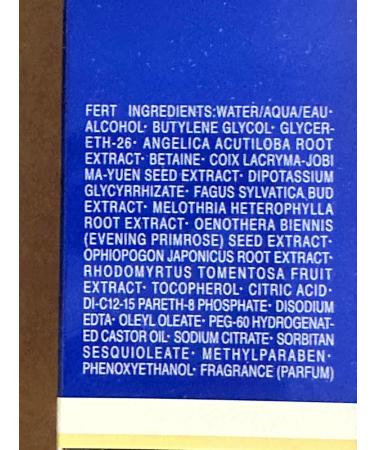 FERT INGREDIENTS:WATER/AQUA/EAU·
ALCOHOL· BUTYLENE GLYCOL· GLYCER-
ETH-26· ANGELICA ACUTILOBA ROOT
EXTRACT· BETAINE· COIX LACRYMA-JOBI
MA-YUEN SEED EXTRACT· DIPOTASSIUM
GLYCYRRHIZATE· FAGUS SYLVATICA BUD
EXTRACT· MELOTHRIA HETEROPHYLLA
ROOT EXTRACT· OENOTHERA BIENNIS
(EVENING PRIMROSE) SEED EXTRACT·
OPHIOPOGON JAPONICUS ROOT EXTRACT·
RHODOMYRTUS TOMENTOSA FRUIT
EXTRACT· TOCOPHEROL· CITRIC ACID·
DI-C12-15 PARETH-8 PHOSPHATE· DISODIUM
EDTA· OLEYL OLEATE· PEG-60 HYDROGENAT-
ED CASTOR OIL· SODIUM CITRATE· SORBITAN
SESQUIOLEATE· METHYLPARABEN·
PHENOXYETHANOL· FRAGRANCE (PARFUM)